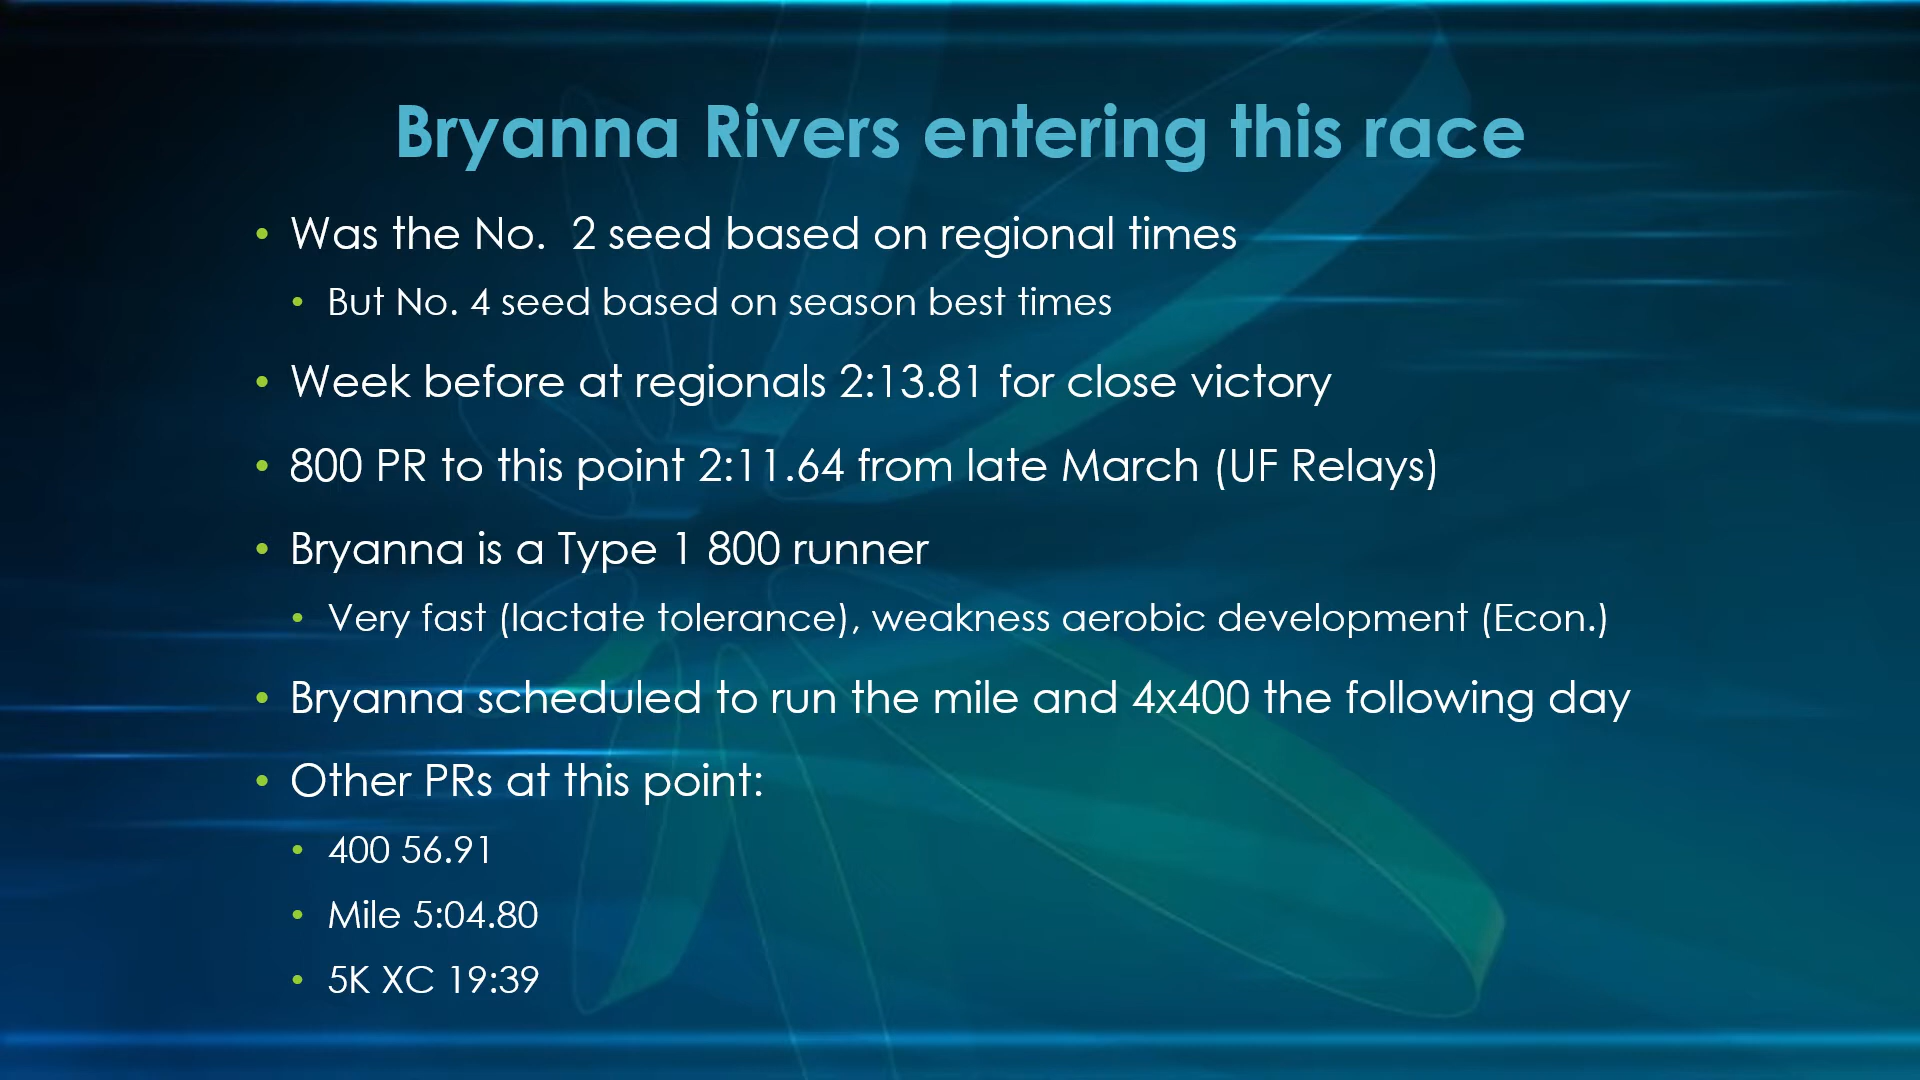 Bryanna Rivers entering this race
• Was the No.  2 seed based on regional times
• But No. 4 seed based on season best times
• Week before at regionals 2:13.81 for close victory
• 800 PR to this point 2:11.64 from late March (UF Relays)
• Bryanna is a Type 1 800 runner
• Very fast (lactate tolerance), weakness aerobic development (Econ.)
• Bryanna scheduled to run the mile and 4x400 the following day
• Other PRs at this point:
• 400 56.91
• Mile 5:04.80
• 5K XC 19:39